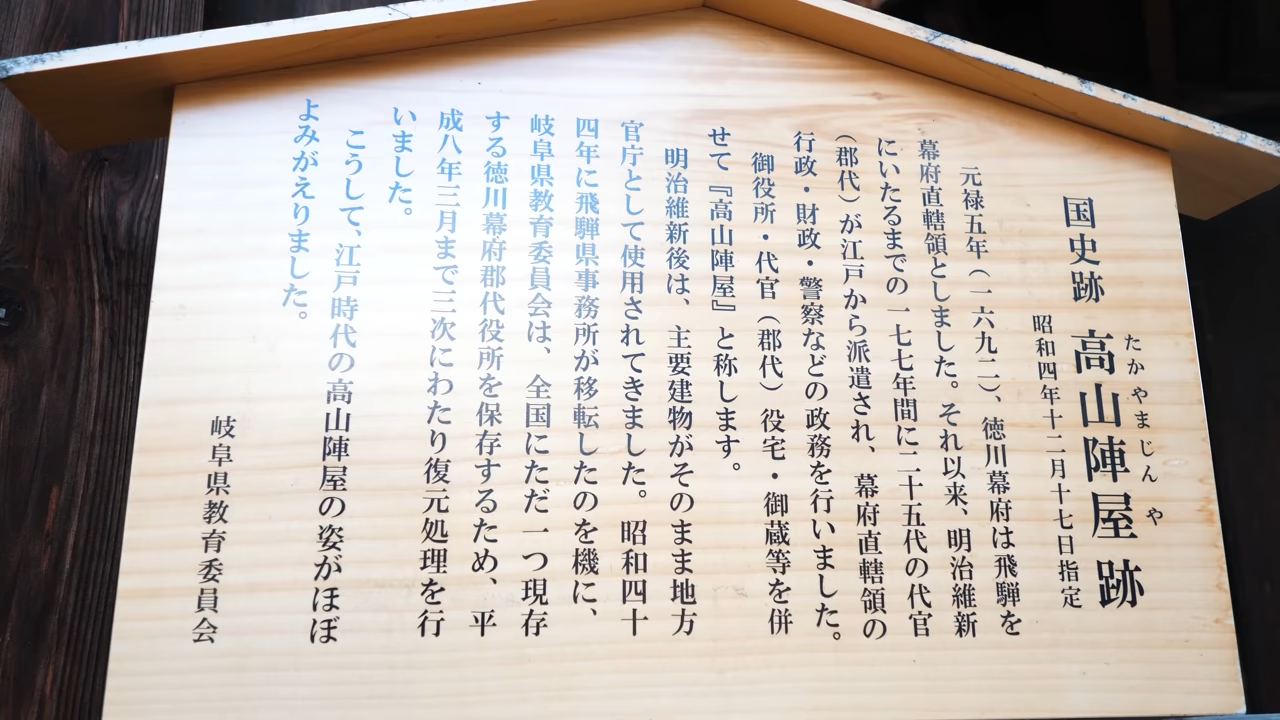 国史跡 高山陣屋跡
たかやまじんや
昭和四年十二月十七日指定
元禄五年（一六九二）、徳川幕府は飛騨を
幕府直轄領としました。それ以来、明治維新
にいたるまでの一七七年間に二十五代の代官
（郡代）が江戸から派遣され、幕府直轄領の
行政・財政・警察などの政務を行いました。
御役所・代官（郡代）役宅・御蔵等を併
せて『高山陣屋』と称します。
明治維新後は、主要建物がそのまま地方
官庁として使用されてきました。昭和四十
四年に飛騨県事務所が移転したのを機に、
岐阜県教育委員会は、全国にただ一つ現存
する徳川幕府郡代役所を保存するため、平
成八年三月まで三次にわたり復元処理を行
いました。
こうして、江戸時代の高山陣屋の姿がほぼ
よみがえりました。
岐阜県教育委員会